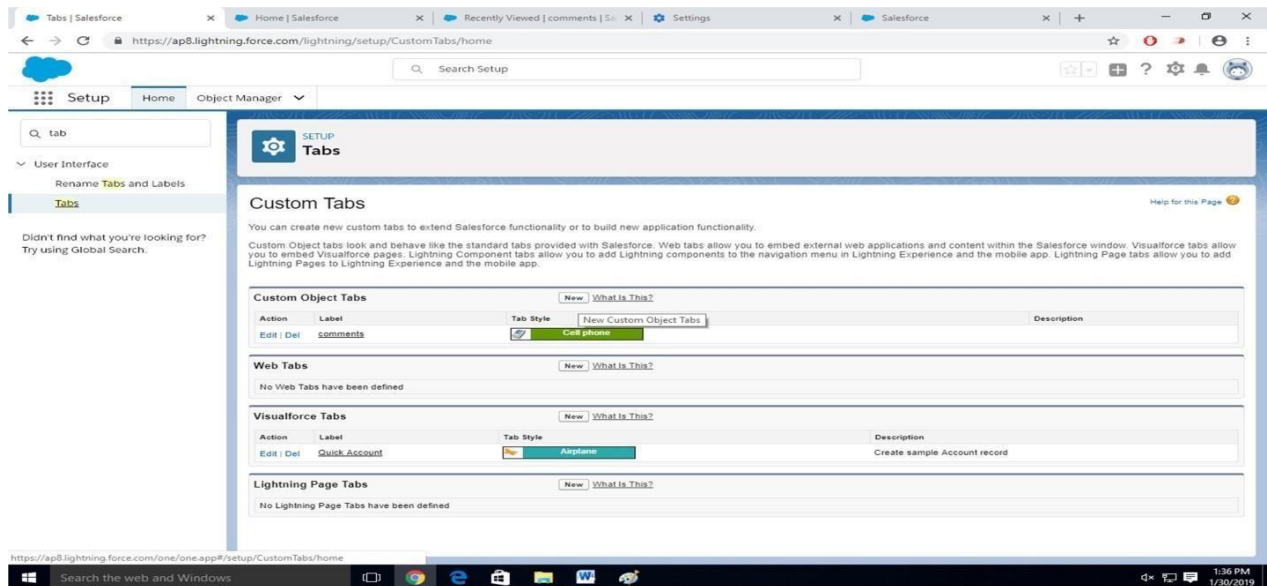 Tabs | Salesforce
Home | Salesforce
Recently Viewed | comments | Sa
Settings
Salesforce
https://ap8.lightning.force.com/lightning/setup/CustomTabs/home
Search Setup
Setup
Home
Object Manager
tab
User Interface
Rename Tabs and Labels
Tabs
Didn't find what you're looking for?
Try using Global Search.
SETUP
Tabs
Custom Tabs
Help for this Page
You can create new custom tabs to extend Salesforce functionality or to build new application functionality.
Custom Object tabs look and behave like the standard tabs provided with Salesforce. Web tabs allow you to embed external web applications and content within the Salesforce window. Visualforce tabs allow
you to embed Visualforce pages. Lightning Component tabs allow you to add Lightning components to the navigation menu in Lightning Experience and the mobile app. Lightning Page tabs allow you to add
Lightning Pages to Lightning Experience and the mobile app.
Custom Object Tabs New What Is This?
Action Label Tab Style Description
New Custom Object Tabs
Edit | Del comments Cell phone
Web Tabs New What Is This?
No Web Tabs have been defined
Visualforce Tabs New What Is This?
Action Label Tab Style Description
Edit | Del Quick Account Airplane Create sample Account record
Lightning Page Tabs New What Is This?
No Lightning Page Tabs have been defined
https://ap8.lightning.force.com/one/one.app#/setup/CustomTabs/home
Search the web and Windows
1:36 PM
1/30/2019